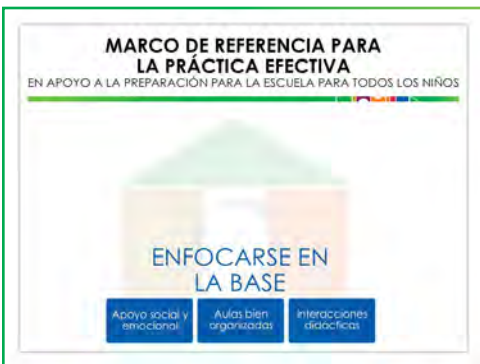 MARCO DE REFERENCIA PARA
LA PRÁCTICA EFECTIVA
EN APOYO A LA PREPARACIÓN PARA LA ESCUELA PARA TODOS LOS NIÑOS
ENFOCARSE EN
LA BASE
Apoyo social y
emocional
Aulas bien
organizadas
Interacciones
didácticas